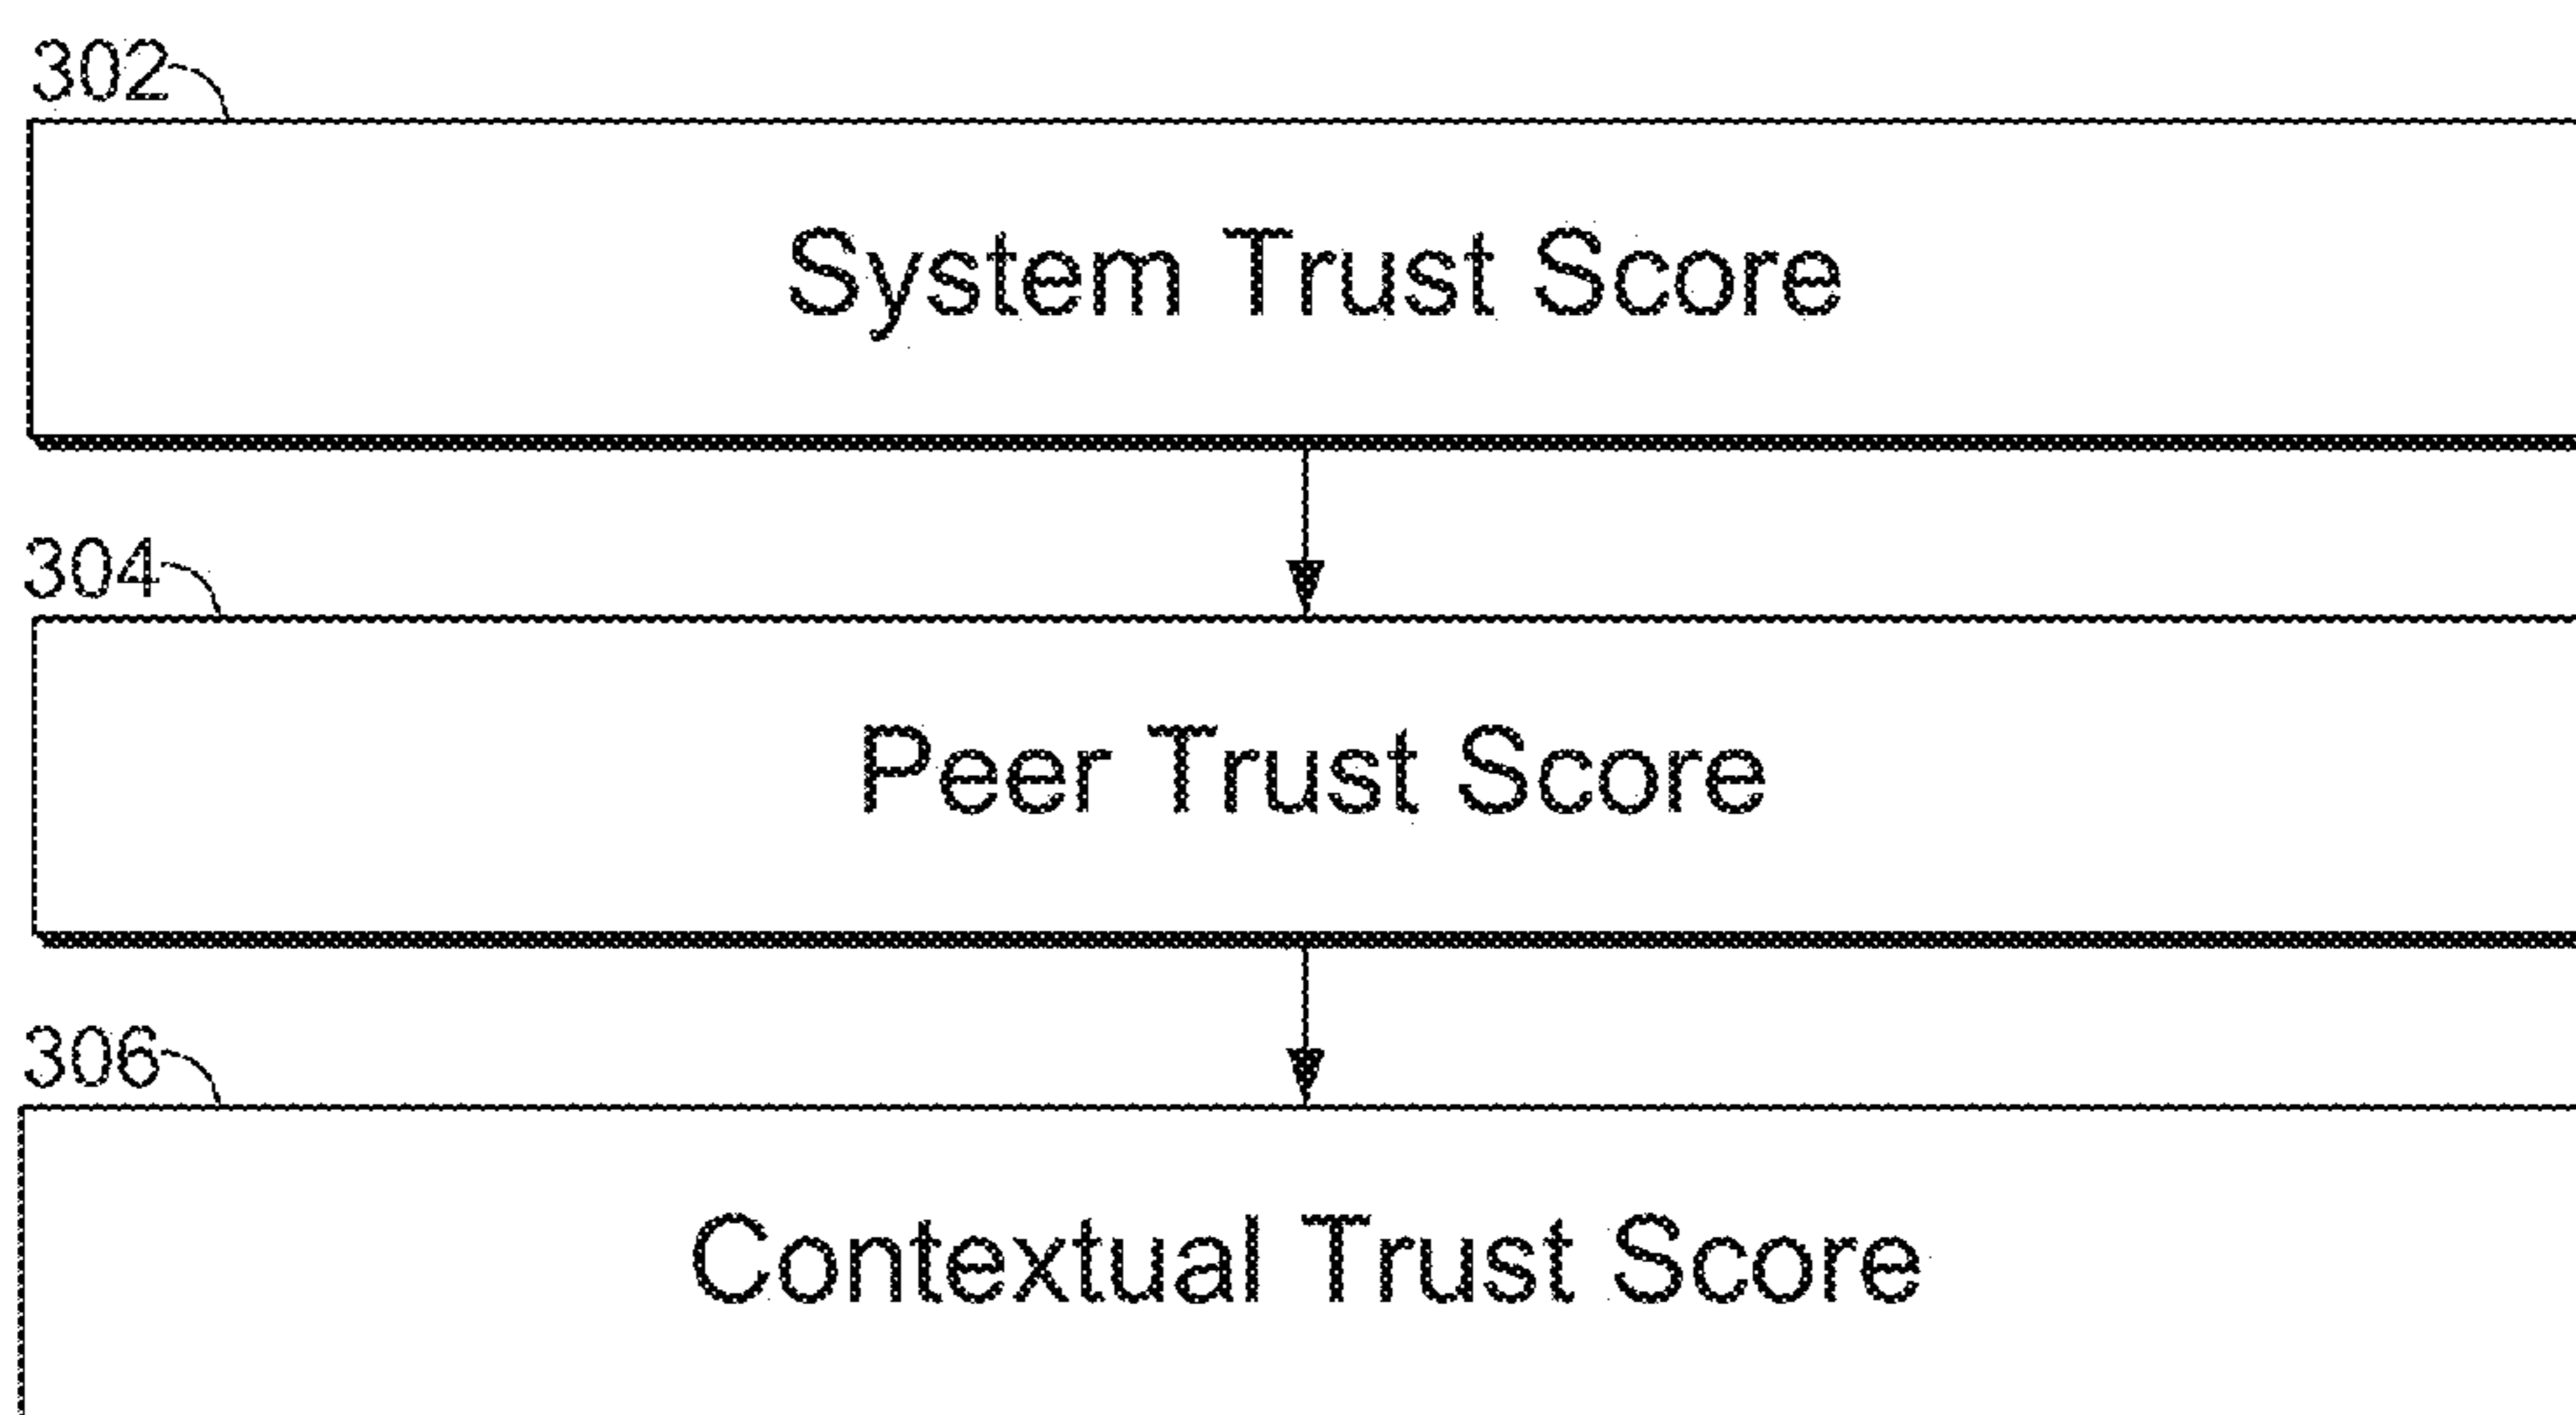 302
System Trust Score
304
Peer Trust Score
306
Contextual Trust Score